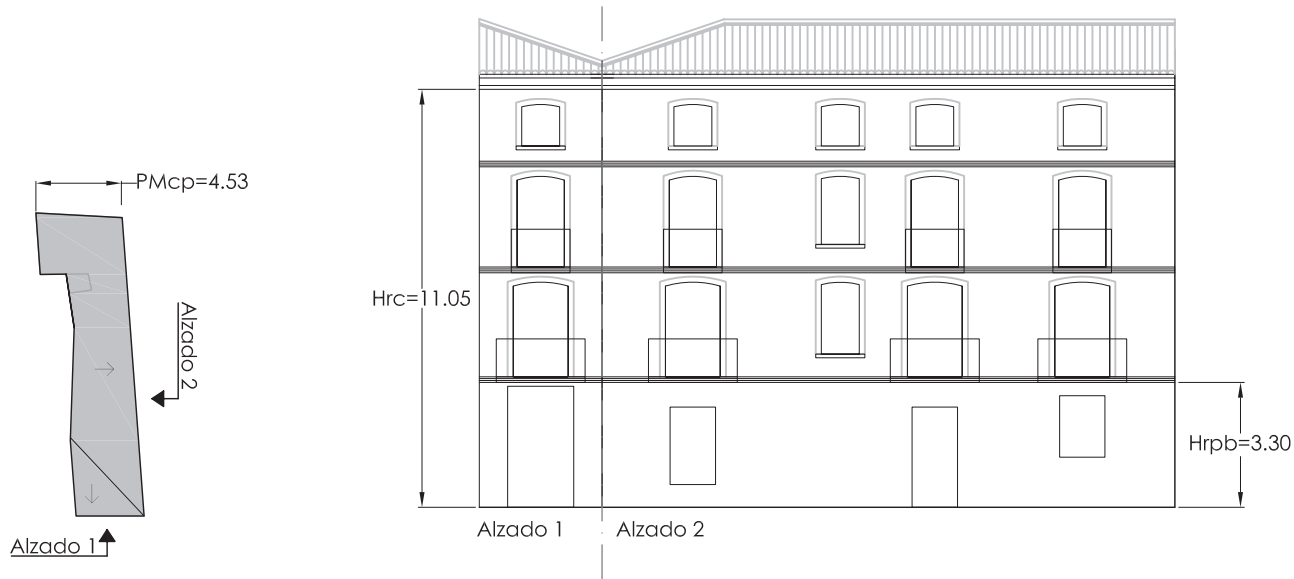 PMcp=4.53
Alzado 2
Alzado 1
Hrc=11.05
Hrpb=3.30
Alzado 1
Alzado 2